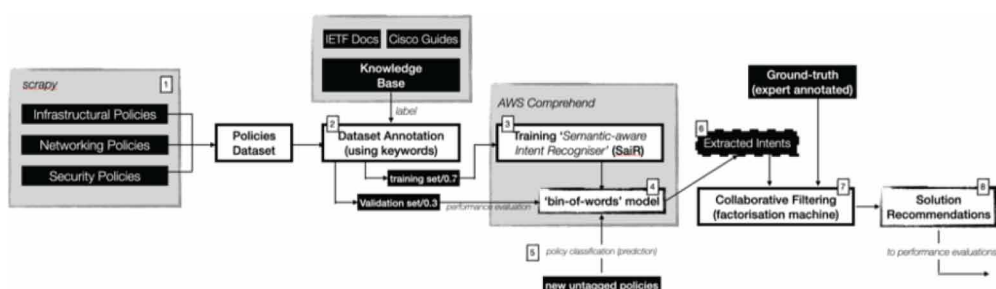 scrapy
1
Infrastructural Policies
Networking Policies
Security Policies
Policies
Dataset
IETF Docs
Cisco Guides
Knowledge
Base
label
2
Dataset Annotation
(using keywords)
training set/0.7
Validation set/0.3
performance evaluation
AWS Comprehend
3
Training 'Semantic-aware
Intent Recogniser' (SaiR)
4
'bin-of-words' model
5
policy classification (prediction)
new untagged policies
6
Extracted Intents
Ground-truth
(expert annotated)
7
Collaborative Filtering
(factorisation machine)
8
Solution
Recommendations
to performance evaluations